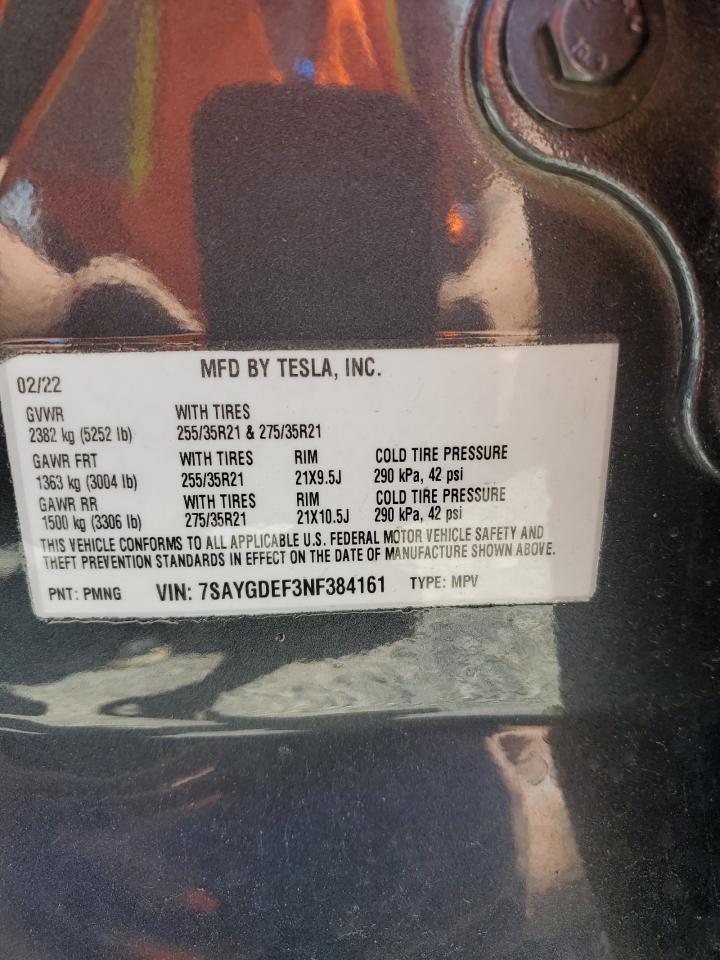 MFD BY TESLA, INC.
02/22
GVWR WITH TIRES
2382 kg (5252 lb) 255/35R21 & 275/35R21
GAWR FRT WITH TIRES RIM COLD TIRE PRESSURE
1363 kg (3004 lb) 255/35R21 21X9.5J 290 kPa, 42 psi
GAWR RR WITH TIRES RIM COLD TIRE PRESSURE
1500 kg (3306 lb) 275/35R21 21X10.5J 290 kPa, 42 psi
THIS VEHICLE CONFORMS TO ALL APPLICABLE U.S. FEDERAL MOTOR VEHICLE SAFETY AND
THEFT PREVENTION STANDARDS IN EFFECT ON THE DATE OF MANUFACTURE SHOWN ABOVE.
PNT: PMNG VIN: 7SAYGDEF3NF384161 TYPE: MPV